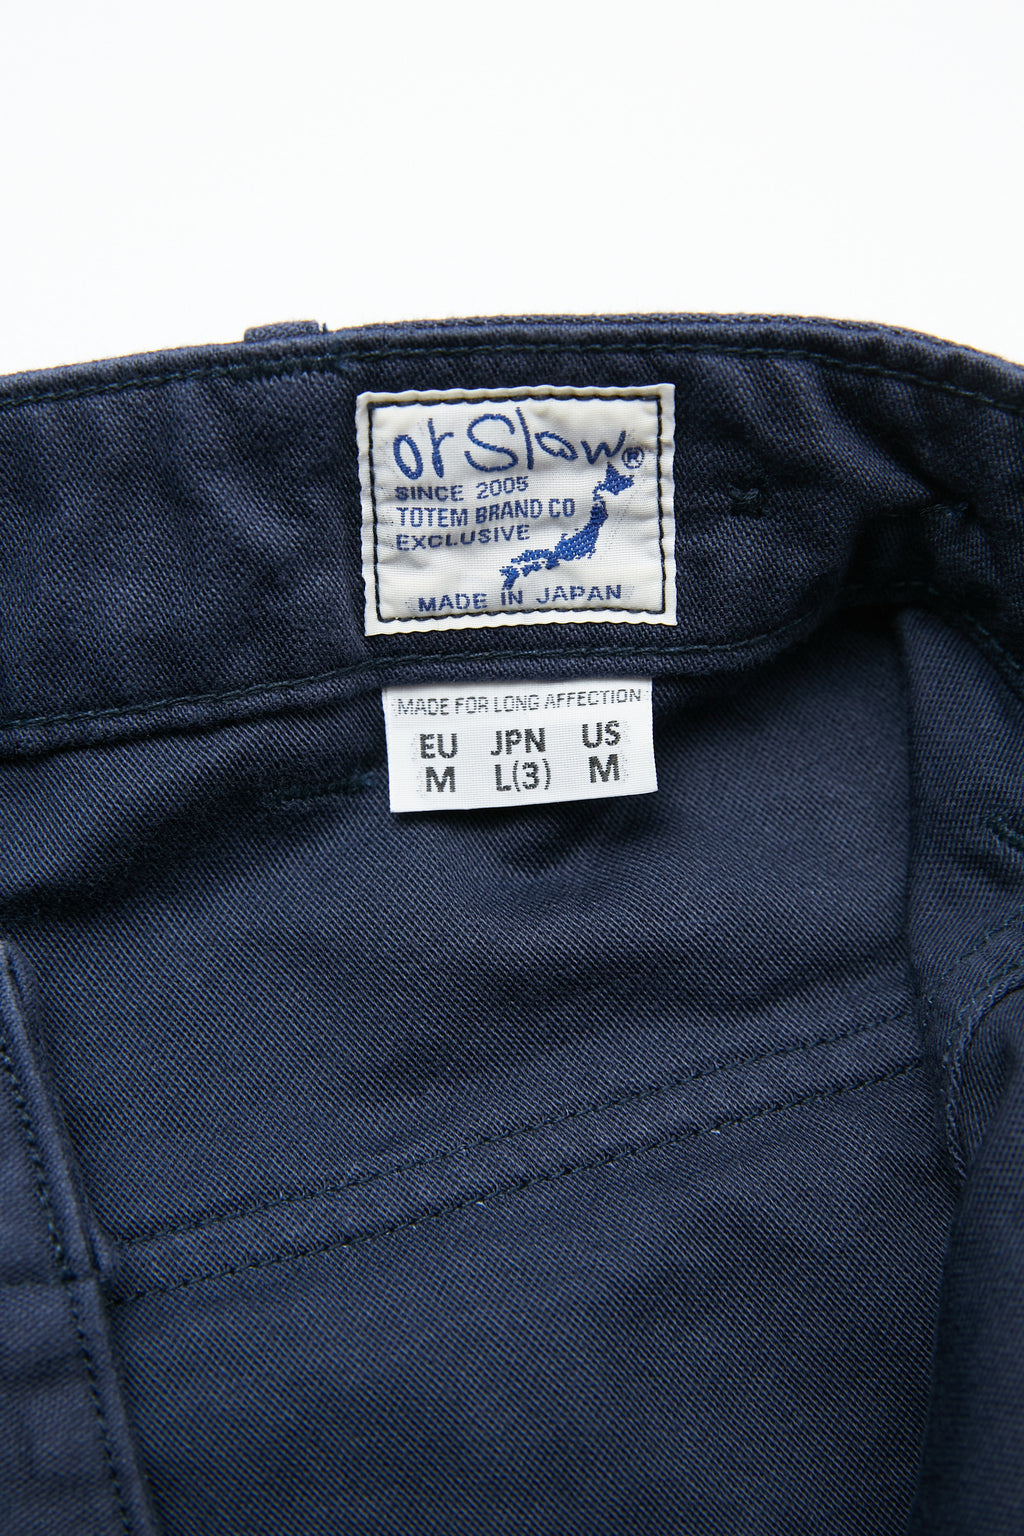 orSlow®
SINCE 2005
TOTEM BRAND CO
EXCLUSIVE
MADE IN JAPAN
MADE FOR LONG AFFECTION
EU JPN US
M L(3) M